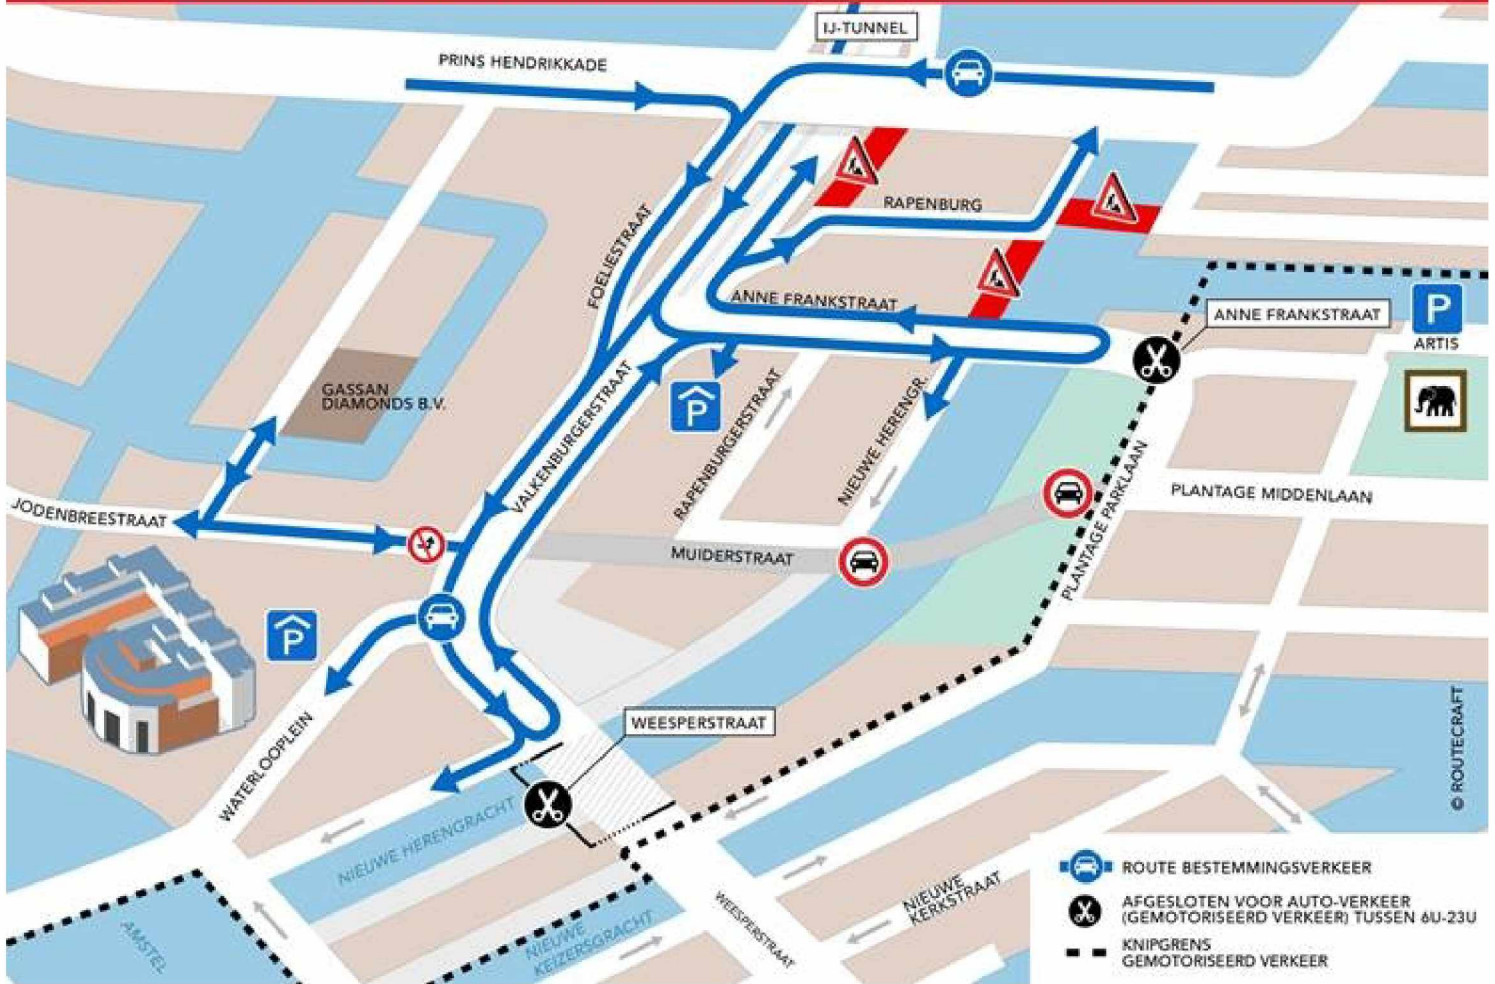 IJ-TUNNEL
PRINS HENDRIKKADE
RAPENBURG
FOELIESTRAAT
ANNE FRANKSTRAAT
ANNE FRANKSTRAAT
P
ARTIS
GASSAN
DIAMONDS B.V.
VALKENBURGERSTRAAT
P
RAPENBURGERSTRAAT
NIEUWE HERENGR.
JODENBREESTRAAT
MUIDERSTRAAT
PLANTAGE PARKLAAN
PLANTAGE MIDDENLAAN
P
WEESPERSTRAAT
WATERLOOPLEIN
NIEUWE HERENGRACHT
© ROUTECRAFT
NIEUWE
KERKSTRAAT
WEESPERSTRAAT
NIEUWE
KEIZERSGRACHT
AMSTEL
ROUTE BESTEMMINGSVERKEER
AFGESLOTEN VOOR AUTO-VERKEER
(GEMOTORISEERD VERKEER) TUSSEN 6U-23U
KNIPGRENS
GEMOTORISEERD VERKEER